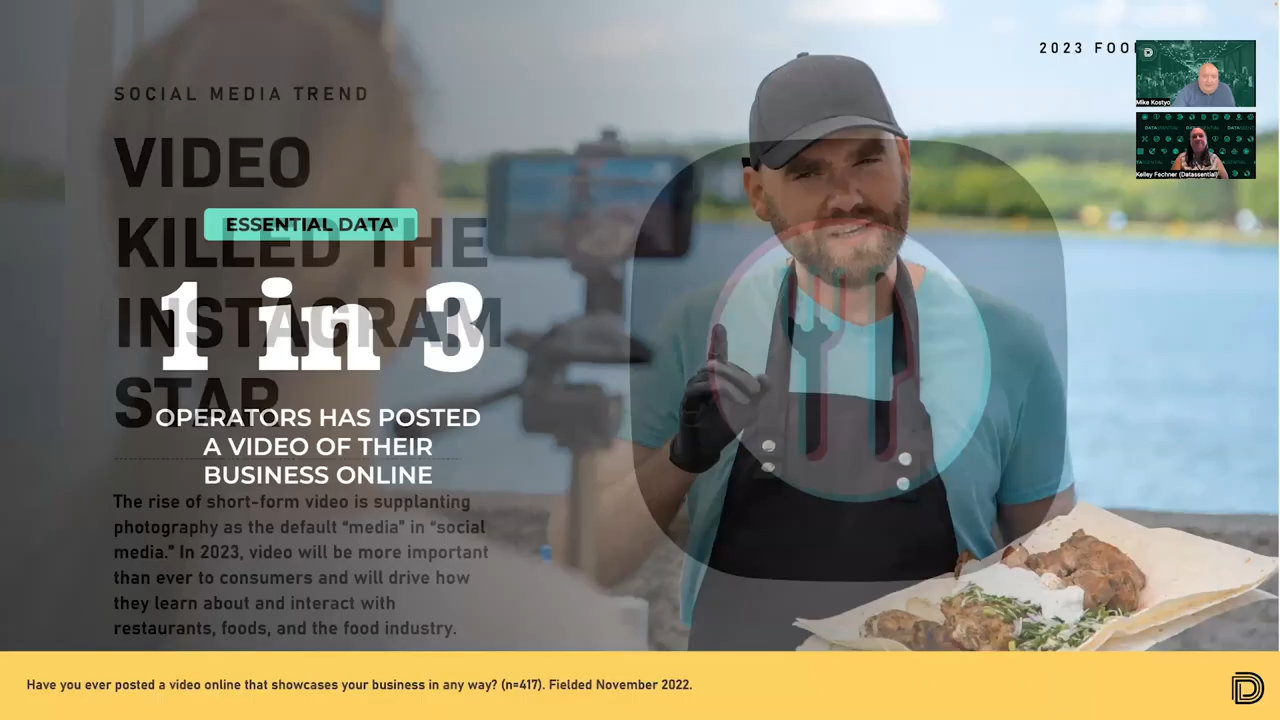 2023 FOO
SOCIAL MEDIA TREND
VIDEO
KILLED THE
INSTAGRAM
STAR
ESSENTIAL DATA
1 in 3
OPERATORS HAS POSTED
A VIDEO OF THEIR
BUSINESS ONLINE
The rise of short-form video is supplanting
photography as the default “media” in “social
media.” In 2023, video will be more important
than ever to consumers and will drive how
they learn about and interact with
restaurants, foods, and the food industry.
Mike Kostyo
Kelley Fechner (Datassential)
Have you ever posted a video online that showcases your business in any way? (n=417). Fielded November 2022.